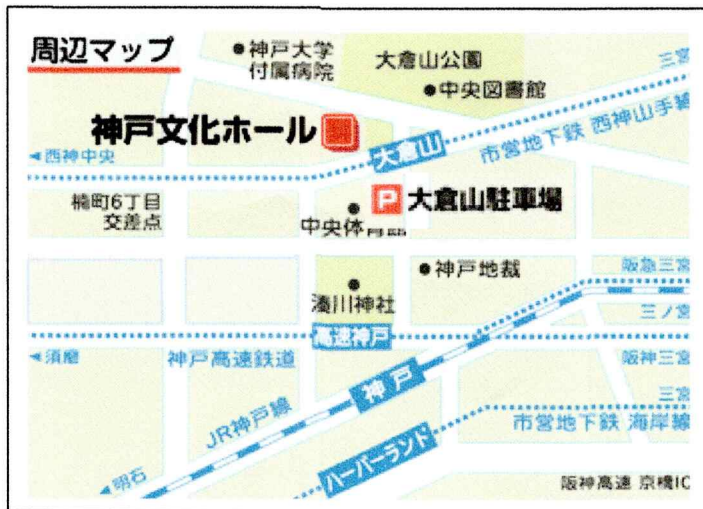 周辺マップ
神戸大学
付属病院
大倉山公園
中央図書館
三宮
神戸文化ホール
大倉山
市営地下鉄 西神山手線
西神中央
楠町6丁目
交差点
P 大倉山駐車場
中央体育館
神戸地裁
阪急三宮
湊川神社
三ノ宮
高速神戸
須磨
神戸高速鉄道
阪神三宮
神戸
三宮
JR神戸線
市営地下鉄 海岸線
ハーバーランド
明石
阪神高速 京橋IC